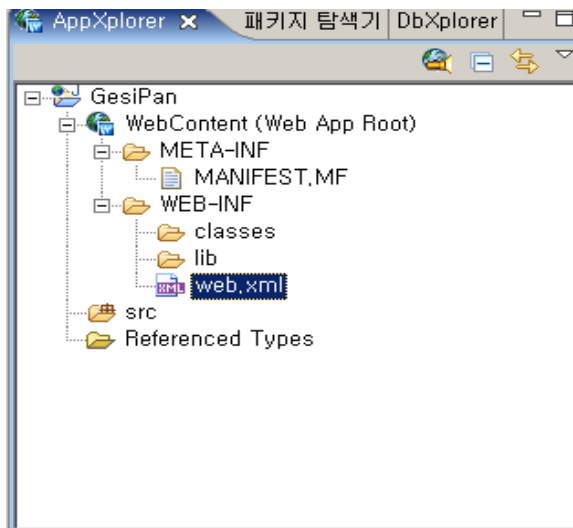 AppXplorer 패키지 탐색기 DbXplorer
GesiPan
WebContent (Web App Root)
META-INF
MANIFEST.MF
WEB-INF
classes
lib
web.xml
src
Referenced Types